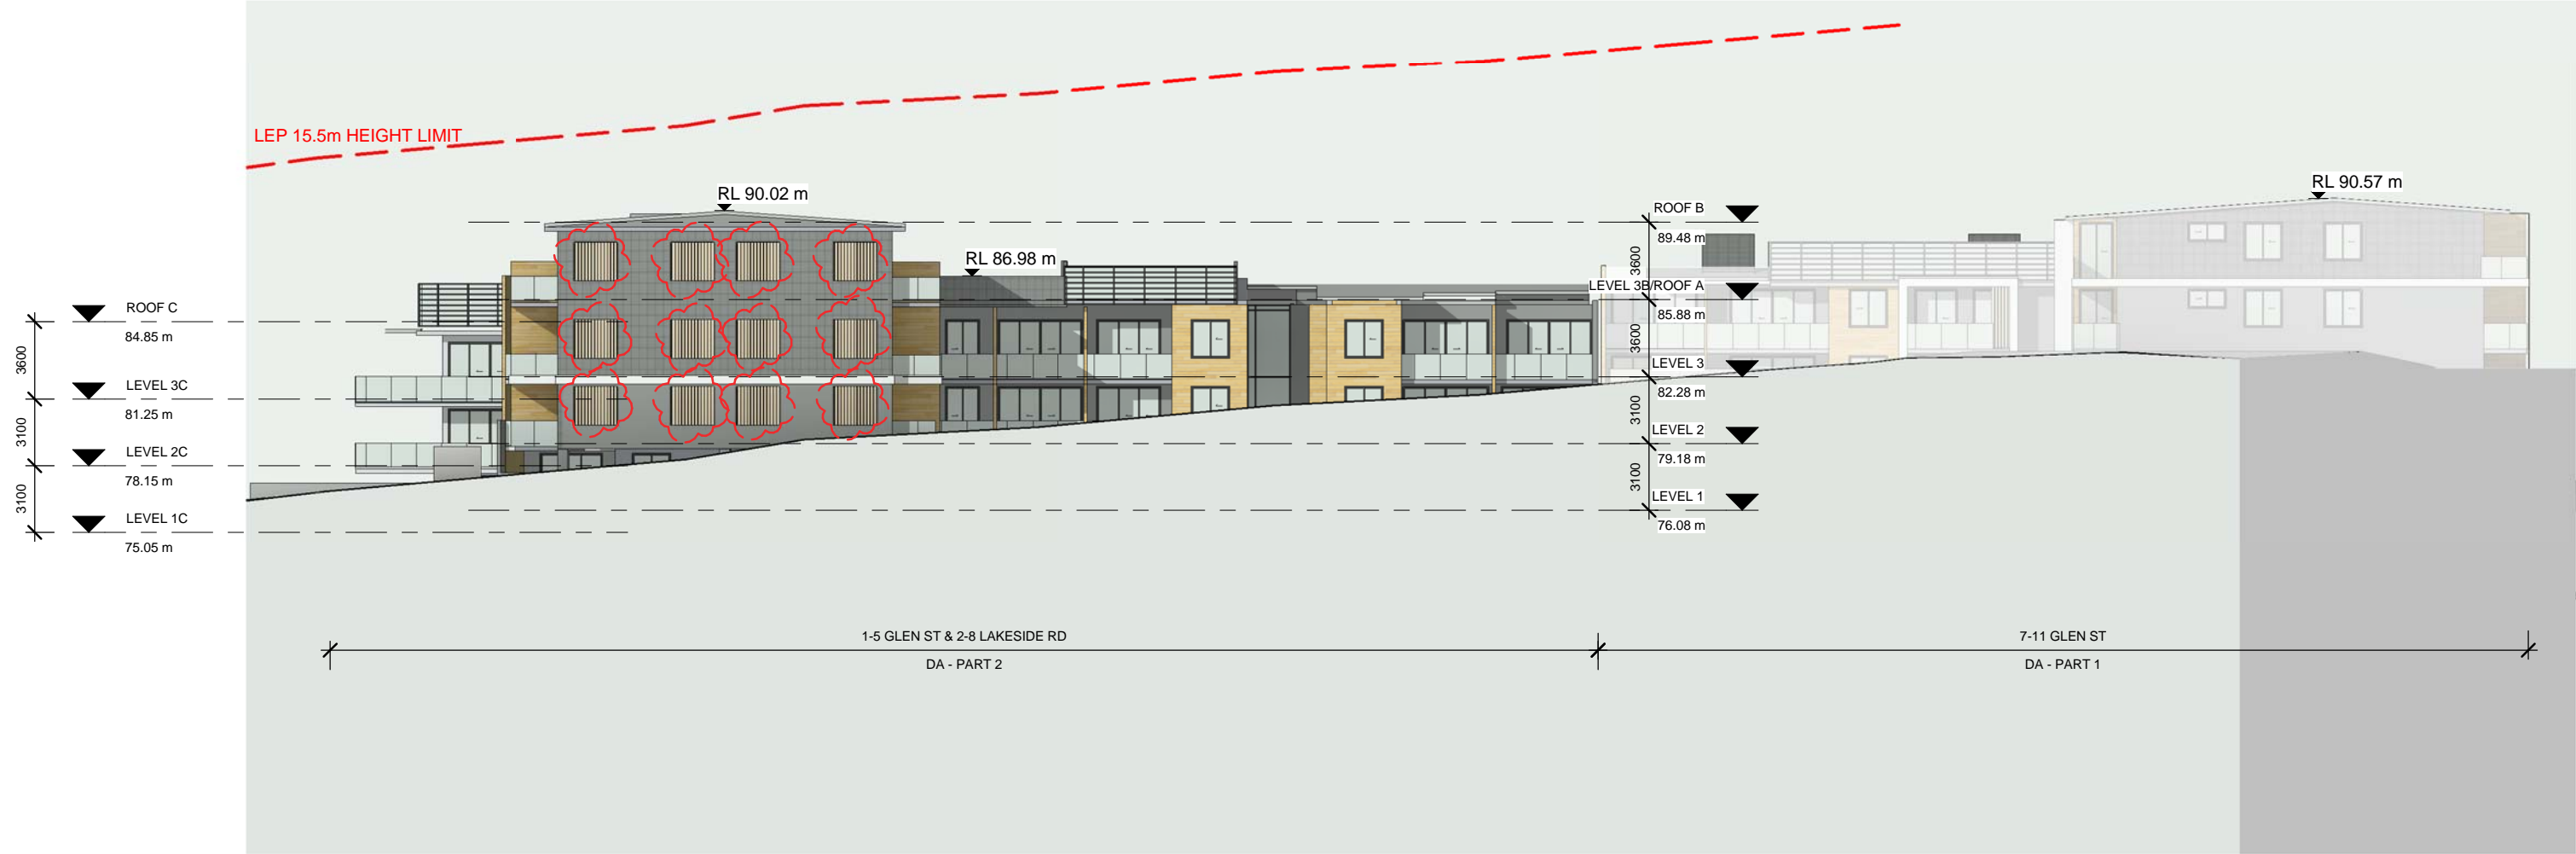 LEP 15.5m HEIGHT LIMIT
RL 90.02 m
RL 86.98 m
RL 90.57 m
ROOF B
89.48 m
3600
LEVEL 3B/ROOF A
85.88 m
3600
LEVEL 3
82.28 m
3100
LEVEL 2
79.18 m
3100
LEVEL 1
76.08 m
ROOF C
84.85 m
3600
LEVEL 3C
81.25 m
3100
LEVEL 2C
78.15 m
3100
LEVEL 1C
75.05 m
1-5 GLEN ST & 2-8 LAKESIDE RD
DA - PART 2
7-11 GLEN ST
DA - PART 1